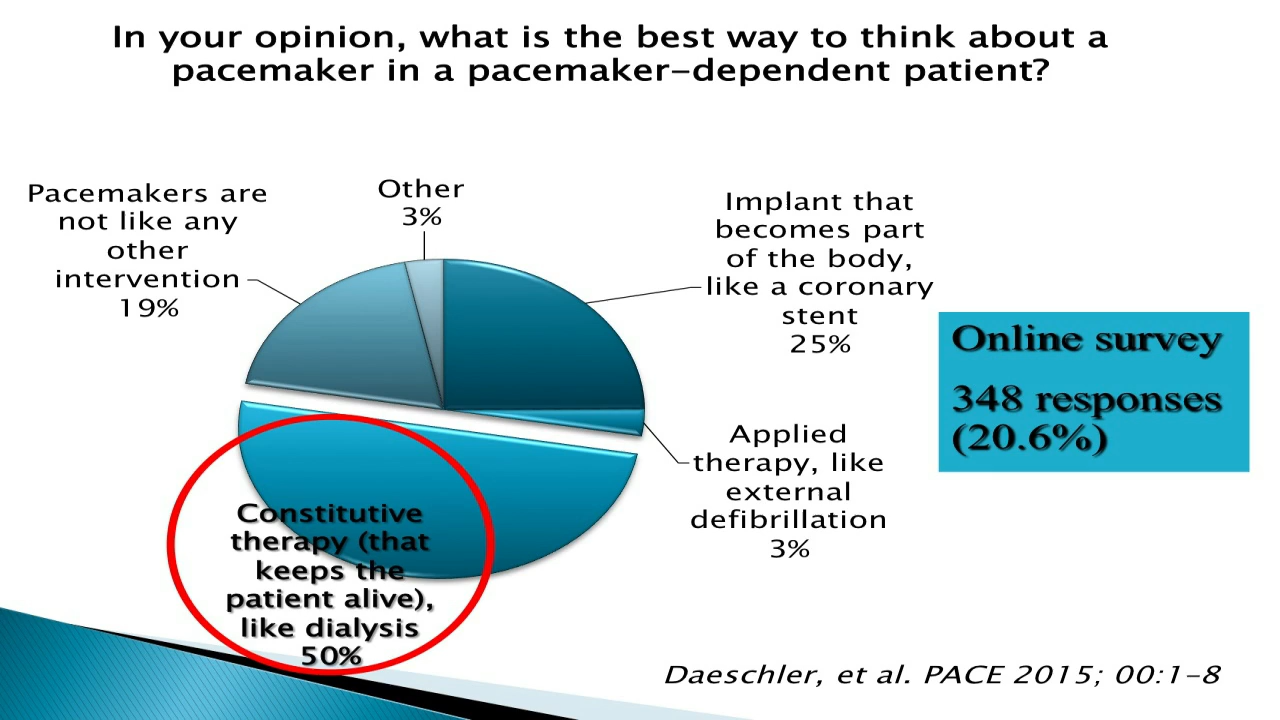 In your opinion, what is the best way to think about a
pacemaker in a pacemaker–dependent patient?
Pacemakers are
not like any
other
intervention
19%
Other
3%
Implant that
becomes part
of the body,
like a coronary
stent
25%
Online survey
348 responses
(20.6%)
Applied
therapy, like
external
defibrillation
3%
Constitutive
therapy (that
keeps the
patient alive),
like dialysis
50%
Daeschler, et al. PACE 2015; 00:1–8